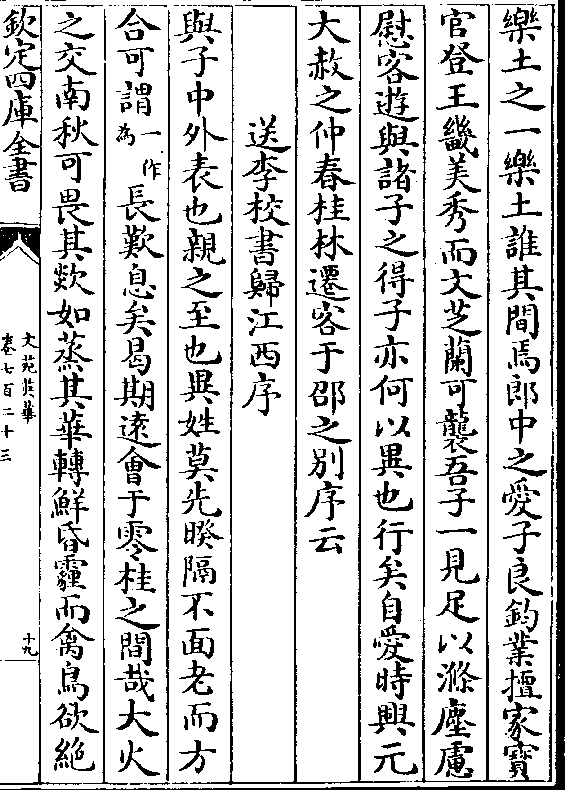 樂土之一樂土誰其間焉郎中之愛子良鈞業擅家寶
官登王畿美秀而文芝蘭可襲吾子一見足以滌塵慮
慰客遊與諸子之得子亦何以異也行矣自愛時興元
大赦之仲春桂林遷客于邵之別序云
送李校書歸江西序
與子中外表也親之至也異姓莫先暌隔不面老而方
合可謂一作為長歎息矣曷期遠會于零桂之間哉大火
之交南秋可畏其歊如蒸其華轉鮮昏霾而禽鳥欲絕
欽定四庫全書
文苑英華
卷七百二十三
十九